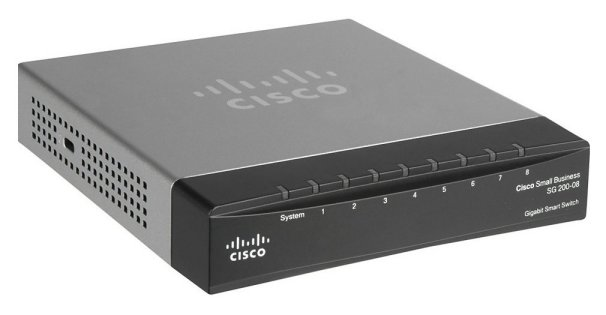 CISCO
System 1 2 3 4 5 6 7 8
Cisco Small Business
SG 200-08
Gigabit Smart Switch
CISCO